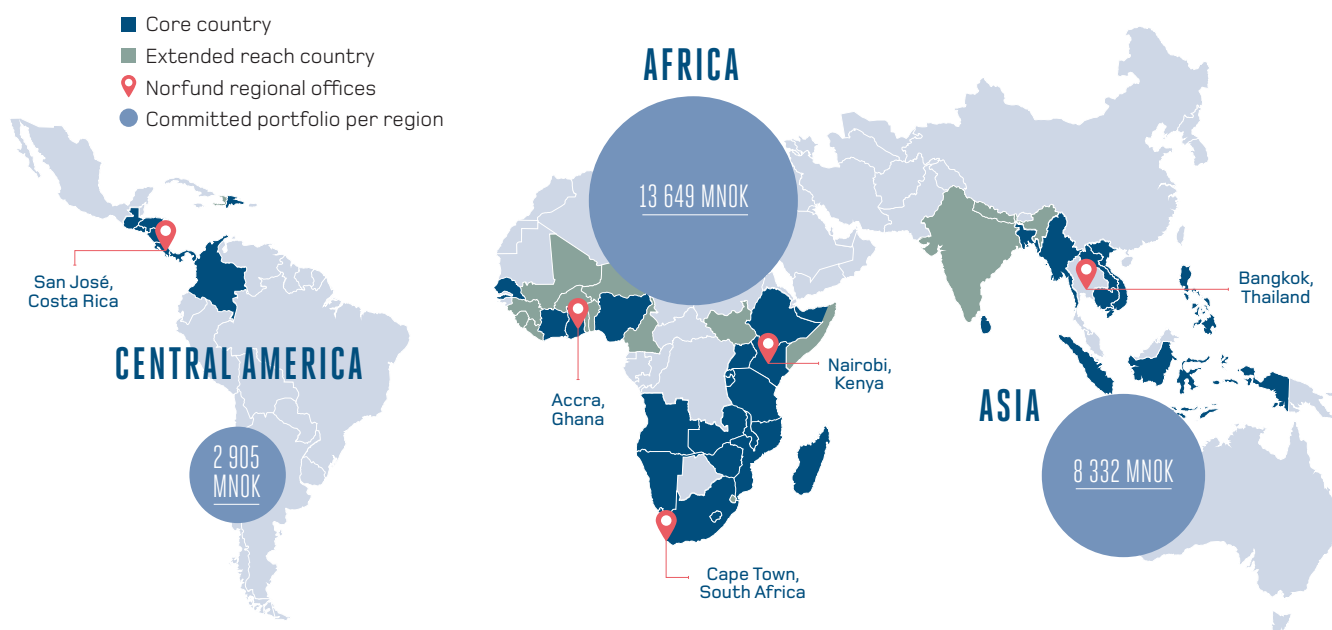 Core country
Extended reach country
Norfund regional offices
Committed portfolio per region
AFRICA
13 649 MNOK
San José,
Costa Rica
CENTRAL AMERICA
2 905
MNOK
Accra,
Ghana
Nairobi,
Kenya
Cape Town,
South Africa
Bangkok,
Thailand
ASIA
8 332 MNOK